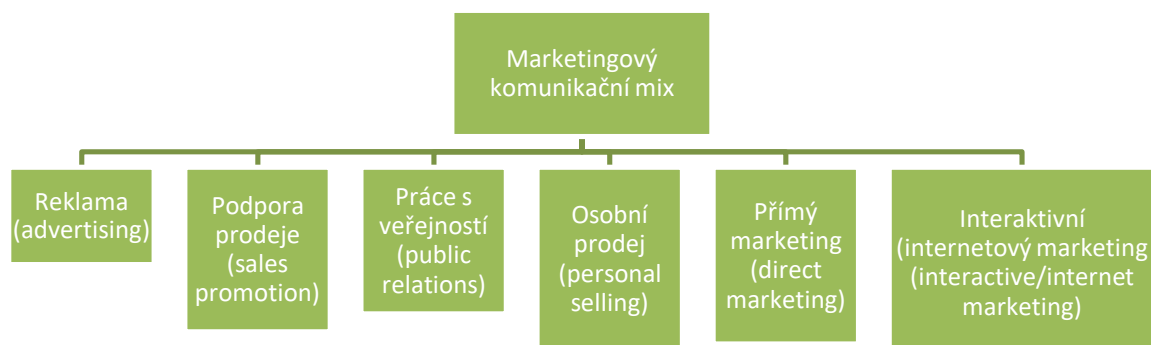 Marketingový
komunikační mix
Reklama
(advertising)
Podpora
prodeje
(sales
promotion)
Práce s
veřejností
(public
relations)
Osobní
prodej
(personal
selling)
Přímý
marketing
(direct
marketing)
Interaktivní
(internetový marketing
(interactive/internet
marketing)